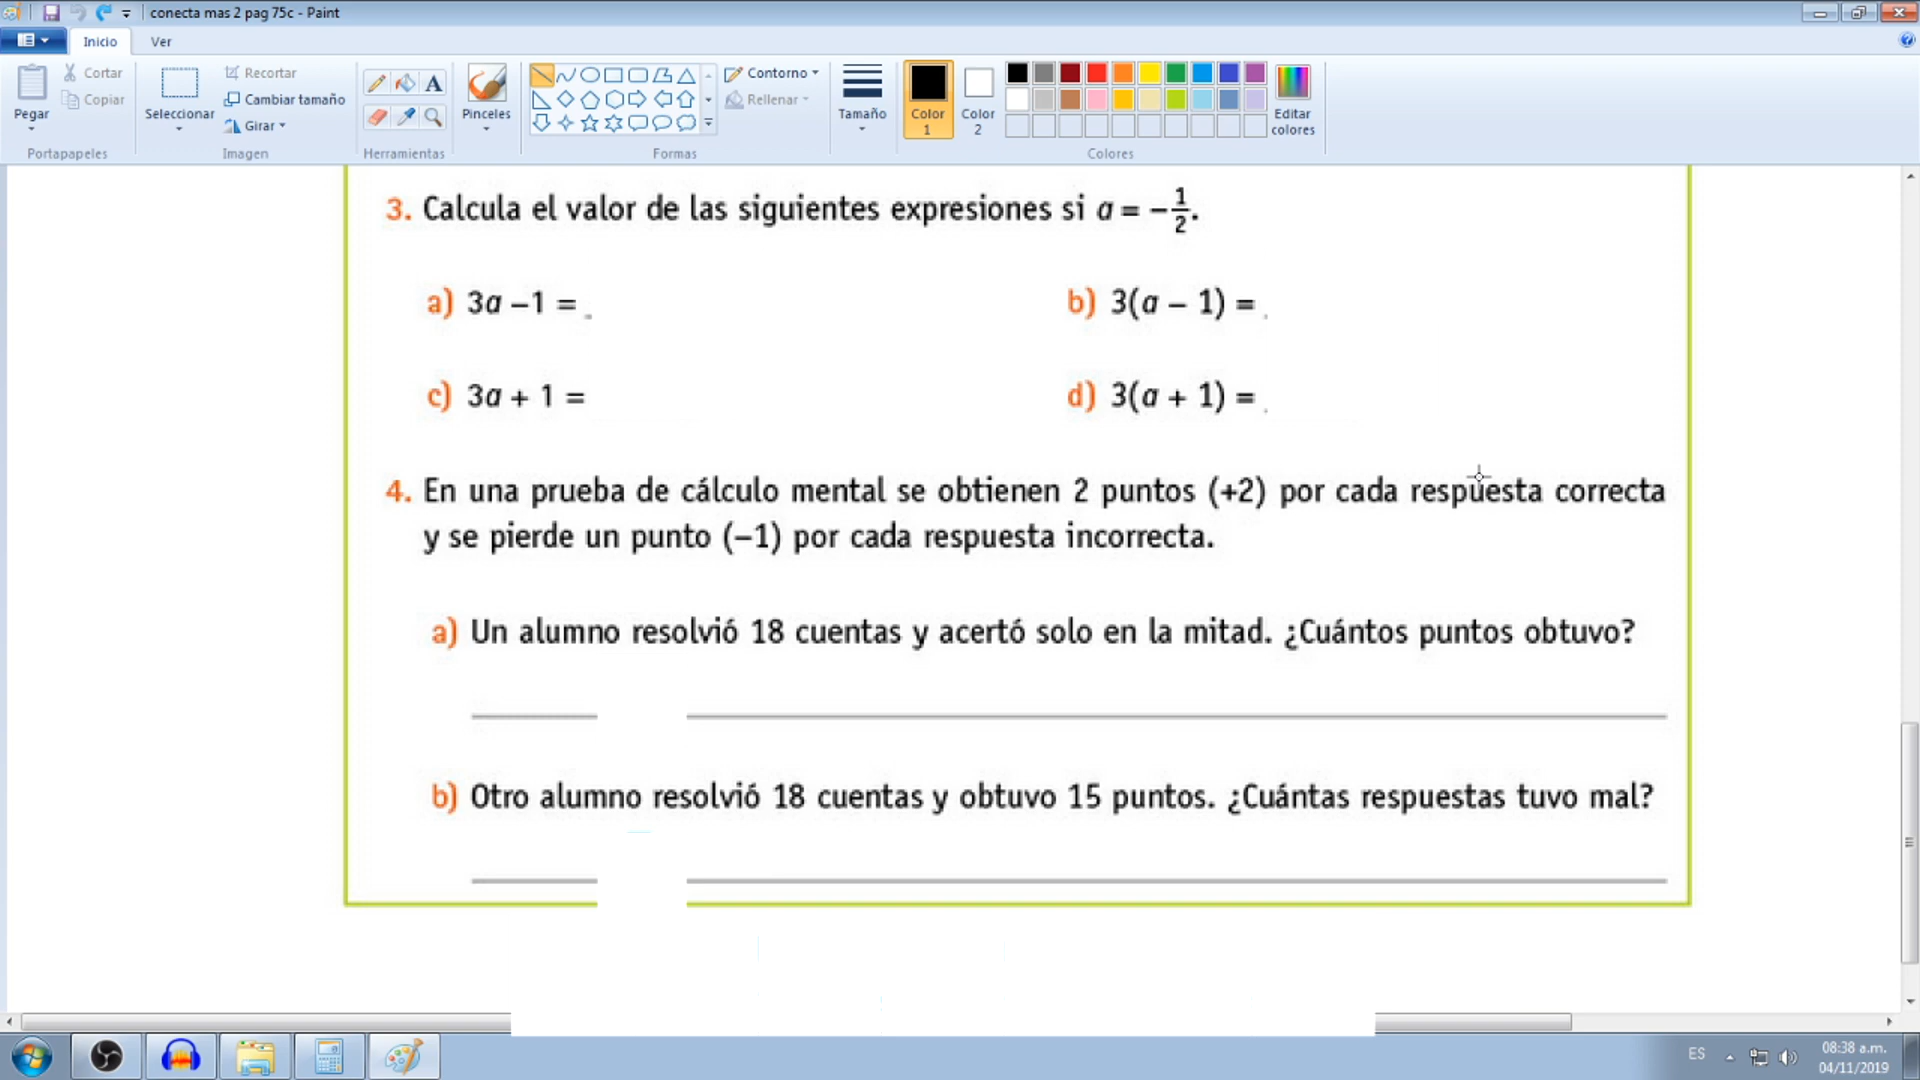 conecta mas 2 pag 75c - Paint
Inicio
Ver
Pegar
Cortar
Copiar
Portapapeles
Seleccionar
Recortar
Cambiar tamaño
Girar
Imagen
A
Herramientas
Pinceles
Contorno
Rellenar
Formas
Tamaño
Color 1
Color 2
Editar colores
Colores
3. Calcula el valor de las siguientes expresiones si a = -1/2.
a) 3a –1 =
b) 3(a – 1) =
c) 3a + 1 =
d) 3(a + 1) =
4. En una prueba de cálculo mental se obtienen 2 puntos (+2) por cada respuesta correcta
y se pierde un punto (–1) por cada respuesta incorrecta.
a) Un alumno resolvió 18 cuentas y acertó solo en la mitad. ¿Cuántos puntos obtuvo?
b) Otro alumno resolvió 18 cuentas y obtuvo 15 puntos. ¿Cuántas respuestas tuvo mal?
ES
08:38 a.m.
04/11/2019